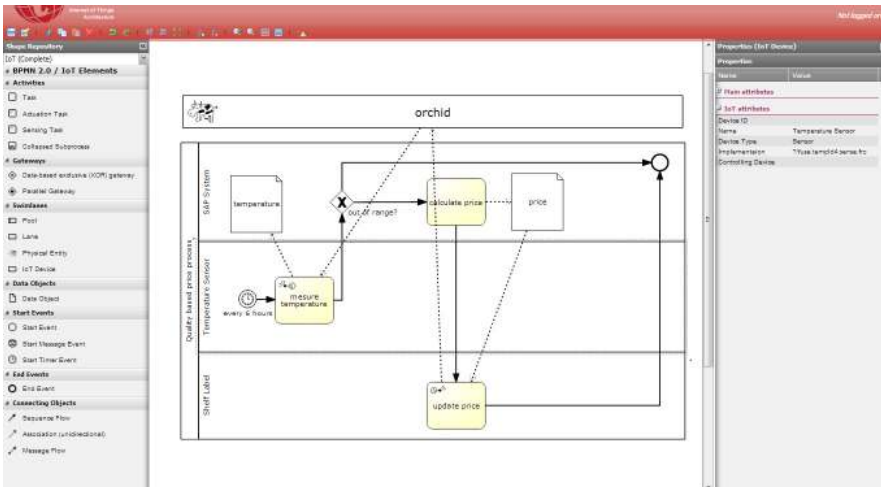 Internet of Things
Architecture
Not logged on
Shape Repository
IoT (Complete)
BPMN 2.0 / IoT Elements
Activities
Task
Actuation Task
Sensing Task
Collapsed Subprocess
Gateways
Data-based exclusive (XOR) gateway
Parallel Gateway
Swimlanes
Pool
Lane
Physical Entity
IoT Device
Data Objects
Data Object
Start Events
Start Event
Start Message Event
Start Timer Event
End Events
End Event
Connecting Objects
Sequence Flow
Association (unidirectional)
Message Flow
orchid
Quality based price process
SAP System
temperature
out of range?
calculate price
price
Temperature Sensor
every 6 hours
mesure
temperature
Shelf Label
update price
Properties (IoT Device)
Properties
Name Value
Main attributes
IoT attributes
Device ID
Name Temperature Sensor
Device Type Sensor
Controlling Device